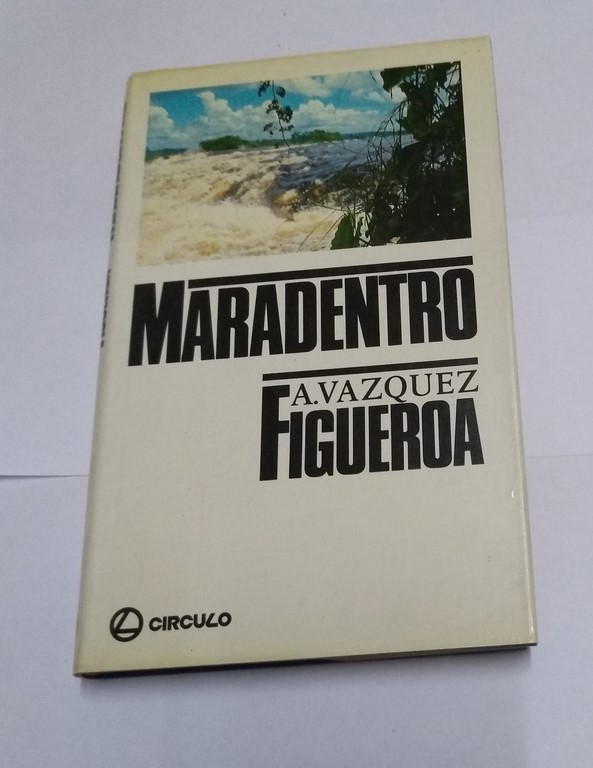 MARADENTRO
A. VAZQUEZ
FIGUEROA
CIRCULO